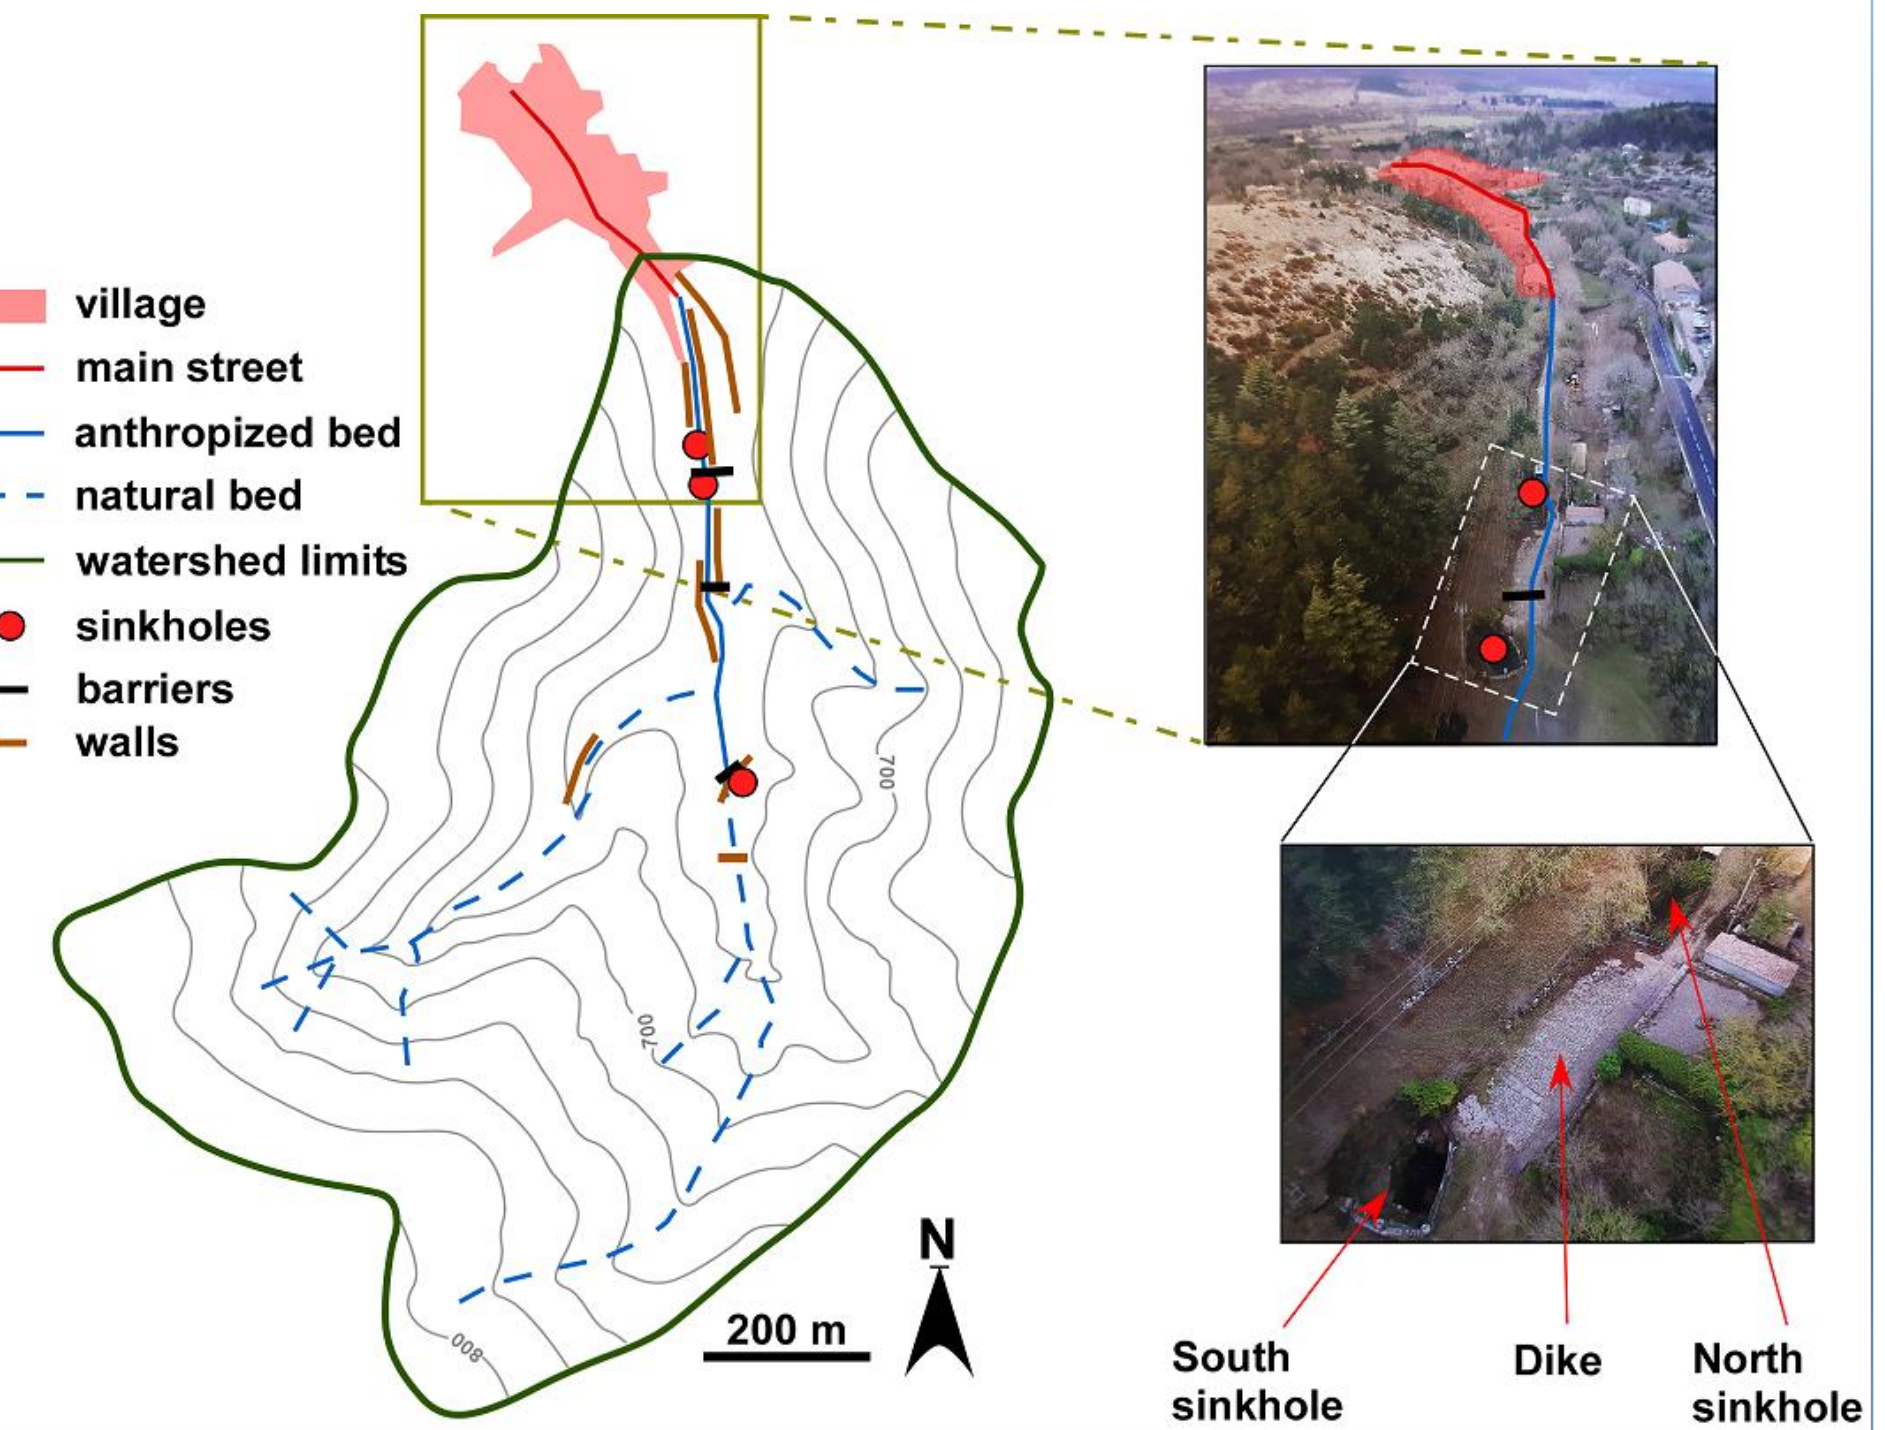 village
main street
anthropized bed
natural bed
watershed limits
sinkholes
barriers
walls
700
700
800
200 m
N
South
sinkhole
Dike
North
sinkhole